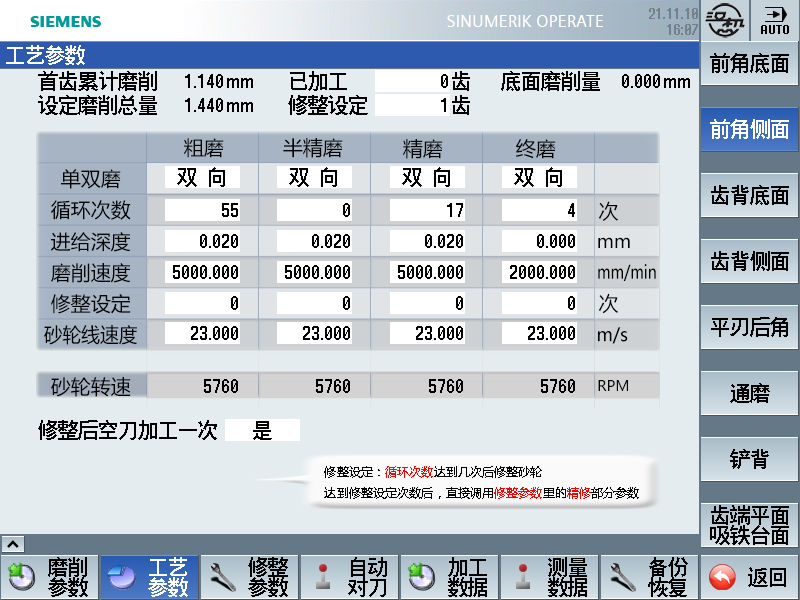 SIEMENS SINUMERIK OPERATE 21.11.18 16:07 汉机 AUTO
工艺参数
首齿累计磨削 1.140mm 已加工 0齿 底面磨削量 0.000mm
设定磨削总量 1.440mm 修整设定 1齿
粗磨 半精磨 精磨 终磨
单双磨 双 向 双 向 双 向 双 向
循环次数 55 0 17 4 次
进给深度 0.020 0.020 0.020 0.000 mm
磨削速度 5000.000 5000.000 5000.000 2000.000 mm/min
修整设定 0 0 0 0 次
砂轮线速度 23.000 23.000 23.000 23.000 m/s
砂轮转速 5760 5760 5760 5760 RPM
修整后空刀加工一次 是
修整设定：循环次数达到几次后修整砂轮
达到修整设定次数后，直接调用修整参数里的精修部分参数
前角底面
前角侧面
齿背底面
齿背侧面
平刃后角
通磨
铲背
齿端平面
吸铁台面
磨削
参数
工艺
参数
修整
参数
自动
对刀
加工
数据
测量
数据
备份
恢复
返回